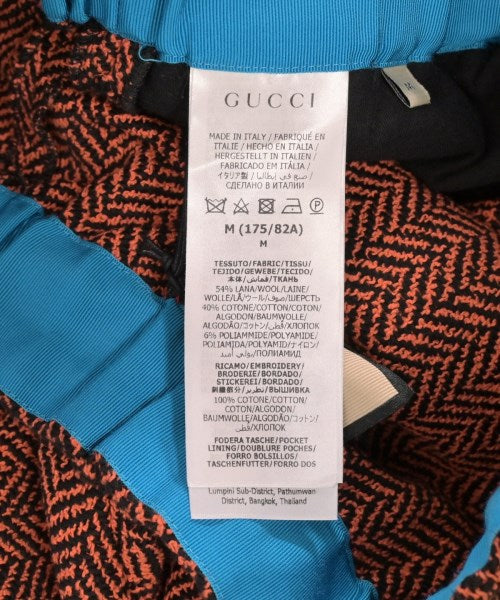 GUCCI
MADE IN ITALY / FABRIQUÉ EN
ITALIE / HECHO EN ITALIA /
HERGESTELLT IN ITALIEN /
FABRICADO EM ITÁLIA /
イタリア製 / صنع في إيطاليا /
СДЕЛАНО В ИТАЛИИ
M (175/82A)
M
TESSUTO/FABRIC/TISSU/
TEJIDO/GEWEBE/TECIDO/
本体/قماش/ТКАНЬ
54% LANA/WOOL/LAINE/
WOLLE/LÃ/ウール/صوف/ШЕРСТЬ
40% COTONE/COTTON/COTON/
ALGODON/BAUMWOLLE/
ALGODÃO/コットン/قطن/ХЛОПОК
6% POLIAMMIDE/POLYAMIDE/
POLIAMIDA/POLYAMID/ナイロン/
بولي أميد/ПОЛИАМИД
RICAMO/EMBROIDERY/
BRODERIE/BORDADO/
STICKEREI/BORDADO/
刺繍部分/تطريز/ВЫШИВКА
100% COTONE/COTTON/
COTON/ALGODON/
BAUMWOLLE/ALGODÃO/コットン
/قطن/ХЛОПОК
FODERA TASCHE/POCKET
LINING/DOUBLURE POCHES/
FORRO BOLSILLOS/
TASCHENFUTTER/FORRO DOS
Lumpini Sub-District, Pathumwan
District, Bangkok, Thailand